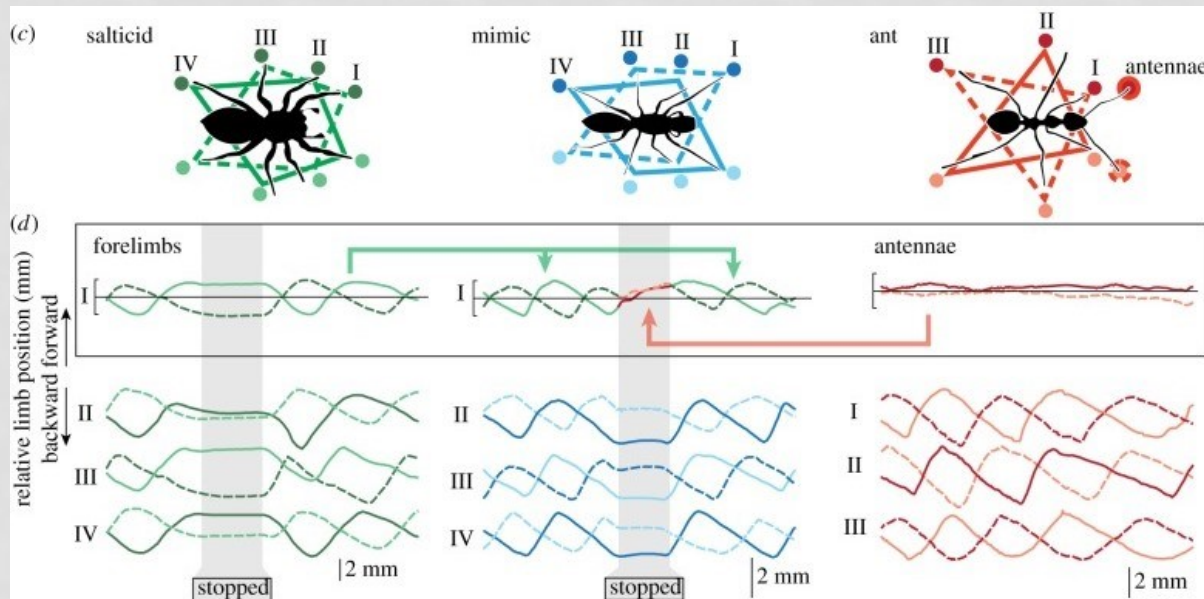 (c)
salticid
IV
III
II
I
mimic
IV
III
II
I
ant
III
II
I
antennae
(d)
relative limb position (mm)
backward forward
forelimbs
I
II
III
IV
stopped
2 mm
I
II
III
IV
stopped
2 mm
antennae
I
II
III
2 mm